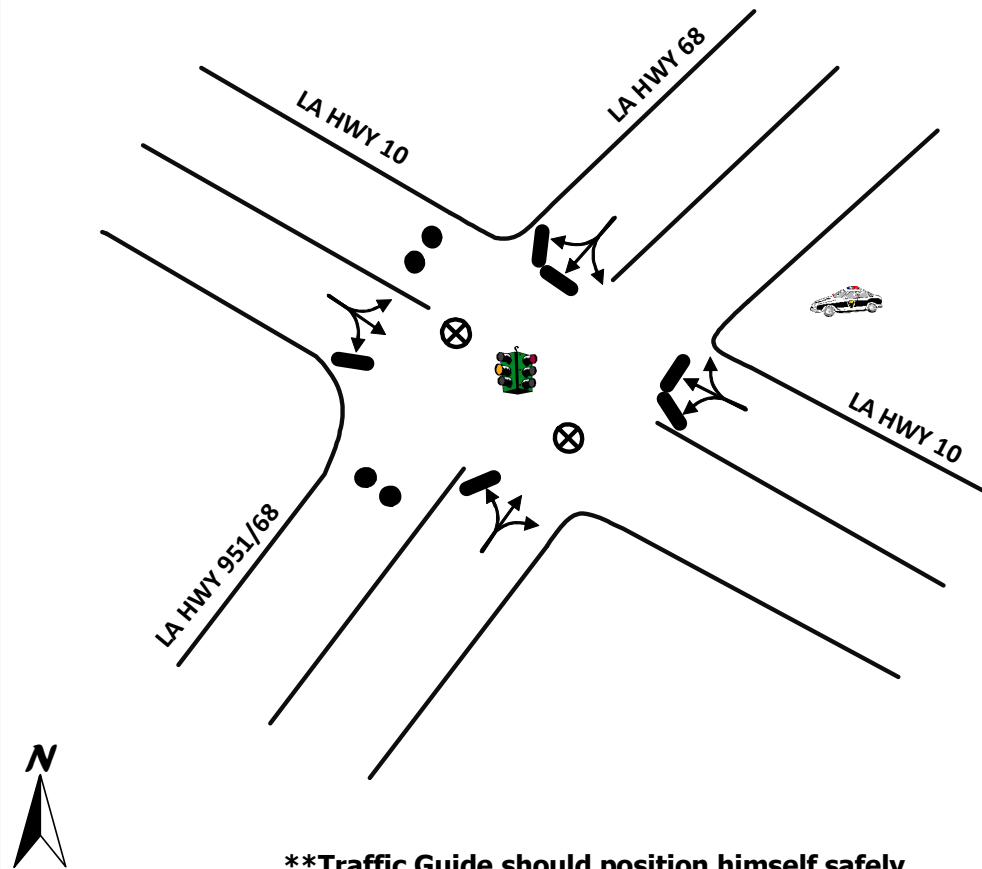 LA HWY 10
LA HWY 68
LA HWY 10
LA HWY 951/68
N
**Traffic Guide should position himself safely